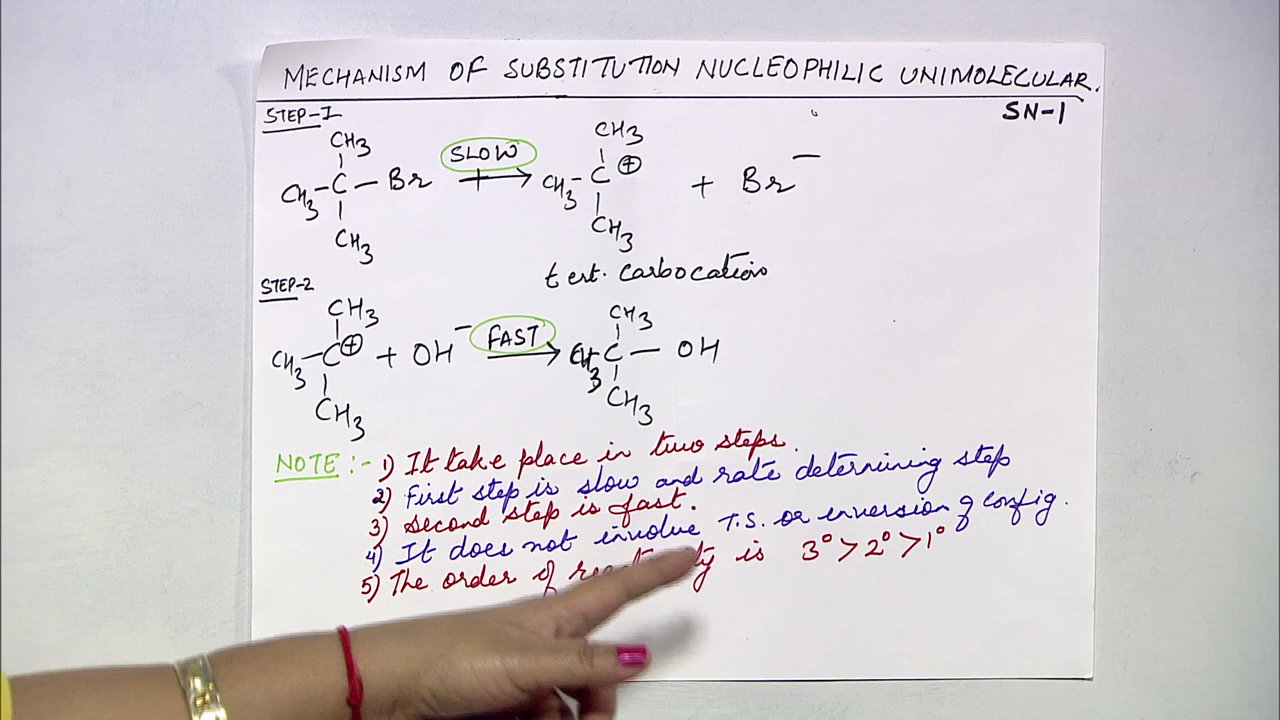 MECHANISM OF SUBSTITUTION NUCLEOPHILIC UNIMOLECULAR.
SN-1
STEP-I
CH3
CH3-C-Br SLOW CH3-C⊕ + Br-
CH3
CH3
CH3
tert. carbocation
STEP-2
CH3
CH3-C⊕ + OH- FAST CH3-C-OH
CH3
CH3
CH3
NOTE:- 1) It take place in two steps.
2) First step is slow and rate determining step
3) Second step is fast.
4) It does not involve T.S. or inversion of config.
5) The order of reactivity is 3°>2°>1°